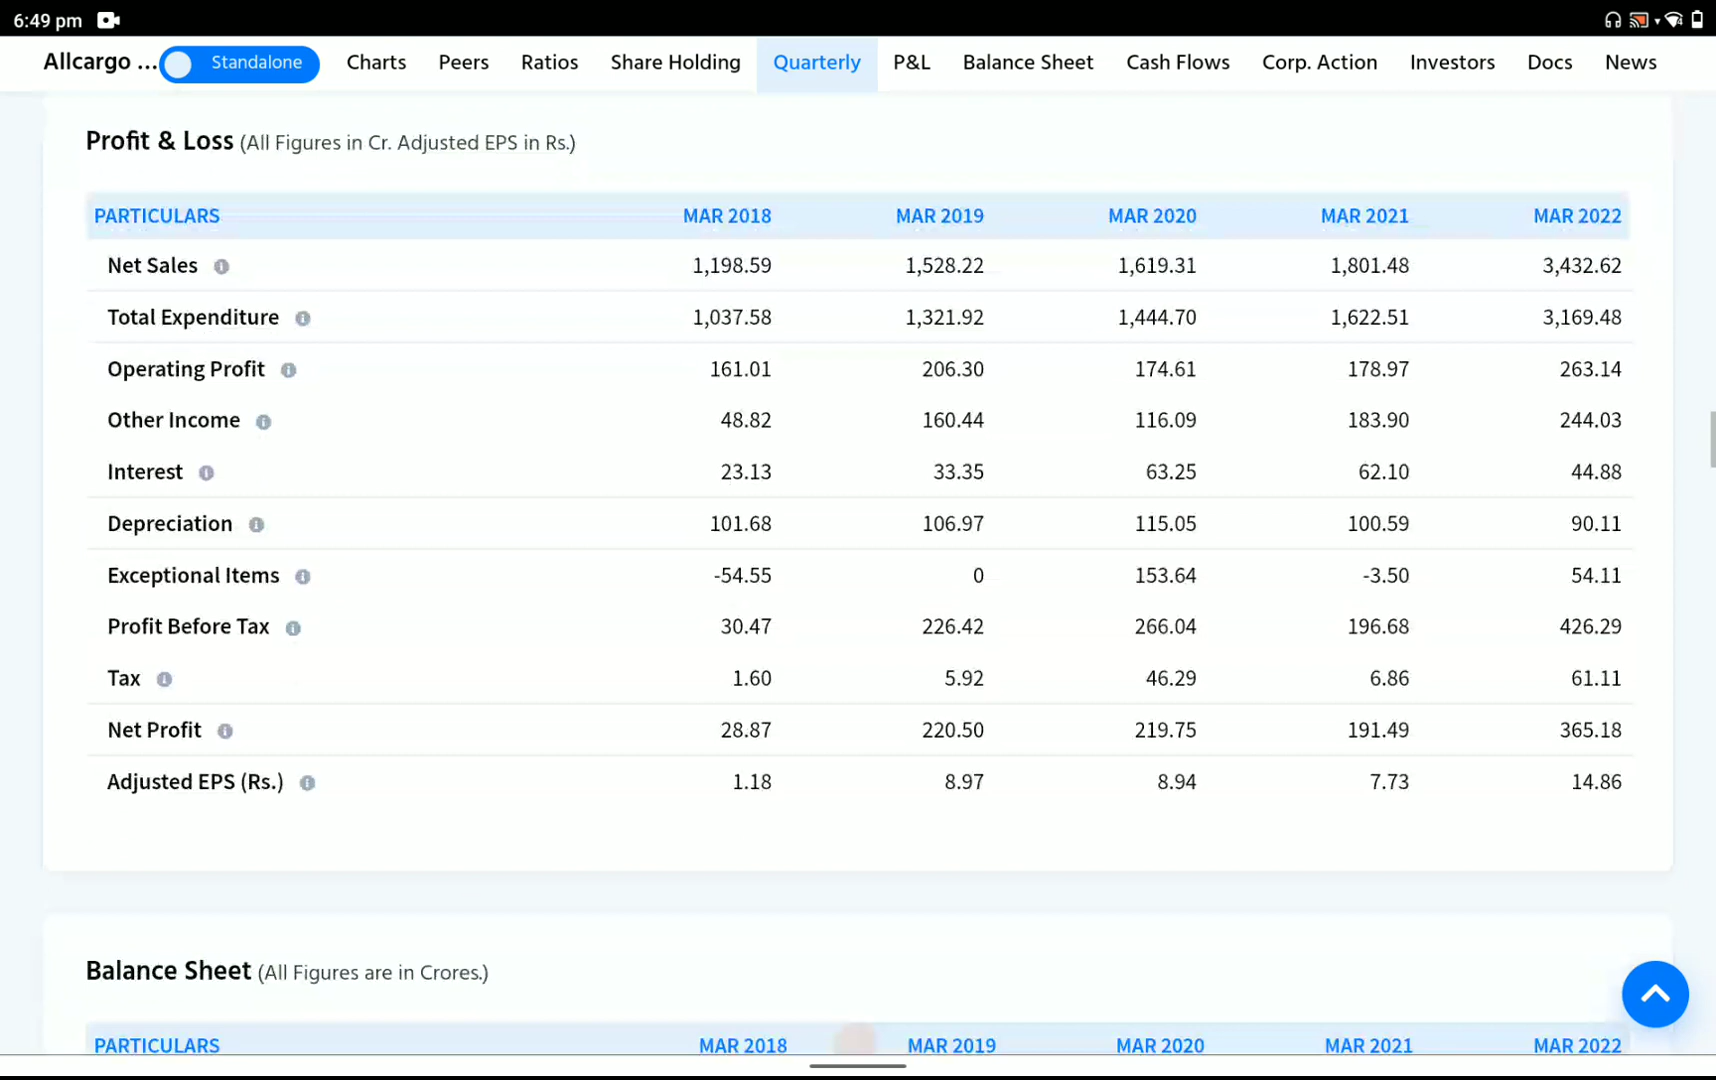 6:49 pm
Allcargo ... Standalone Charts Peers Ratios Share Holding Quarterly P&L Balance Sheet Cash Flows Corp. Action Investors Docs News
Profit & Loss (All Figures in Cr. Adjusted EPS in Rs.)
PARTICULARS MAR 2018 MAR 2019 MAR 2020 MAR 2021 MAR 2022
Net Sales 1,198.59 1,528.22 1,619.31 1,801.48 3,432.62
Total Expenditure 1,037.58 1,321.92 1,444.70 1,622.51 3,169.48
Operating Profit 161.01 206.30 174.61 178.97 263.14
Other Income 48.82 160.44 116.09 183.90 244.03
Interest 23.13 33.35 63.25 62.10 44.88
Depreciation 101.68 106.97 115.05 100.59 90.11
Exceptional Items -54.55 0 153.64 -3.50 54.11
Profit Before Tax 30.47 226.42 266.04 196.68 426.29
Tax 1.60 5.92 46.29 6.86 61.11
Net Profit 28.87 220.50 219.75 191.49 365.18
Adjusted EPS (Rs.) 1.18 8.97 8.94 7.73 14.86
Balance Sheet (All Figures are in Crores.)
PARTICULARS MAR 2018 MAR 2019 MAR 2020 MAR 2021 MAR 2022